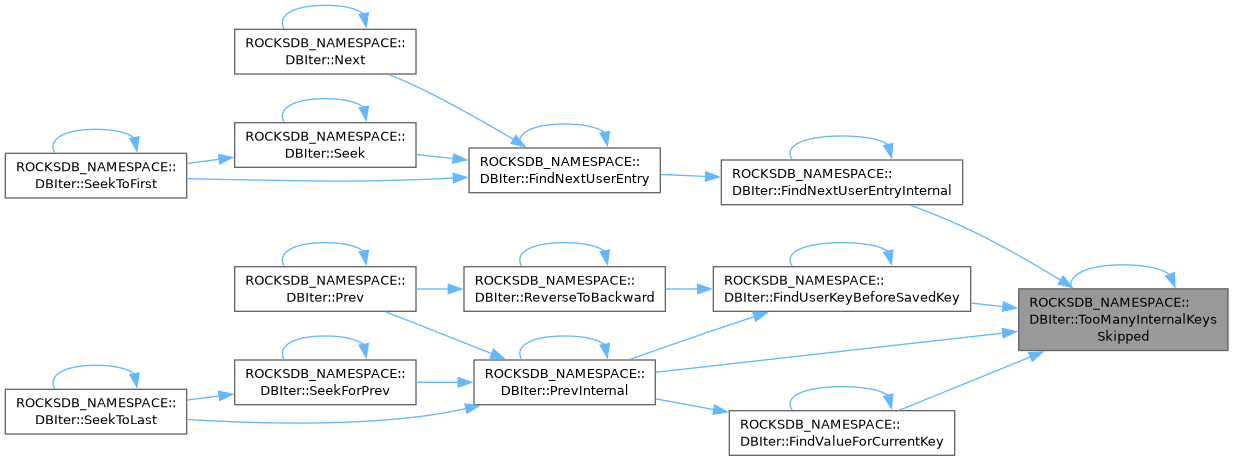 ROCKSDB_NAMESPACE::
DBIter::Next
ROCKSDB_NAMESPACE::
DBIter::Seek
ROCKSDB_NAMESPACE::
DBIter::SeekToFirst
ROCKSDB_NAMESPACE::
DBIter::FindNextUserEntry
ROCKSDB_NAMESPACE::
DBIter::FindNextUserEntryInternal
ROCKSDB_NAMESPACE::
DBIter::Prev
ROCKSDB_NAMESPACE::
DBIter::ReverseToBackward
ROCKSDB_NAMESPACE::
DBIter::FindUserKeyBeforeSavedKey
ROCKSDB_NAMESPACE::
DBIter::TooManyInternalKeys
Skipped
ROCKSDB_NAMESPACE::
DBIter::SeekForPrev
ROCKSDB_NAMESPACE::
DBIter::PrevInternal
ROCKSDB_NAMESPACE::
DBIter::SeekToLast
ROCKSDB_NAMESPACE::
DBIter::FindValueForCurrentKey